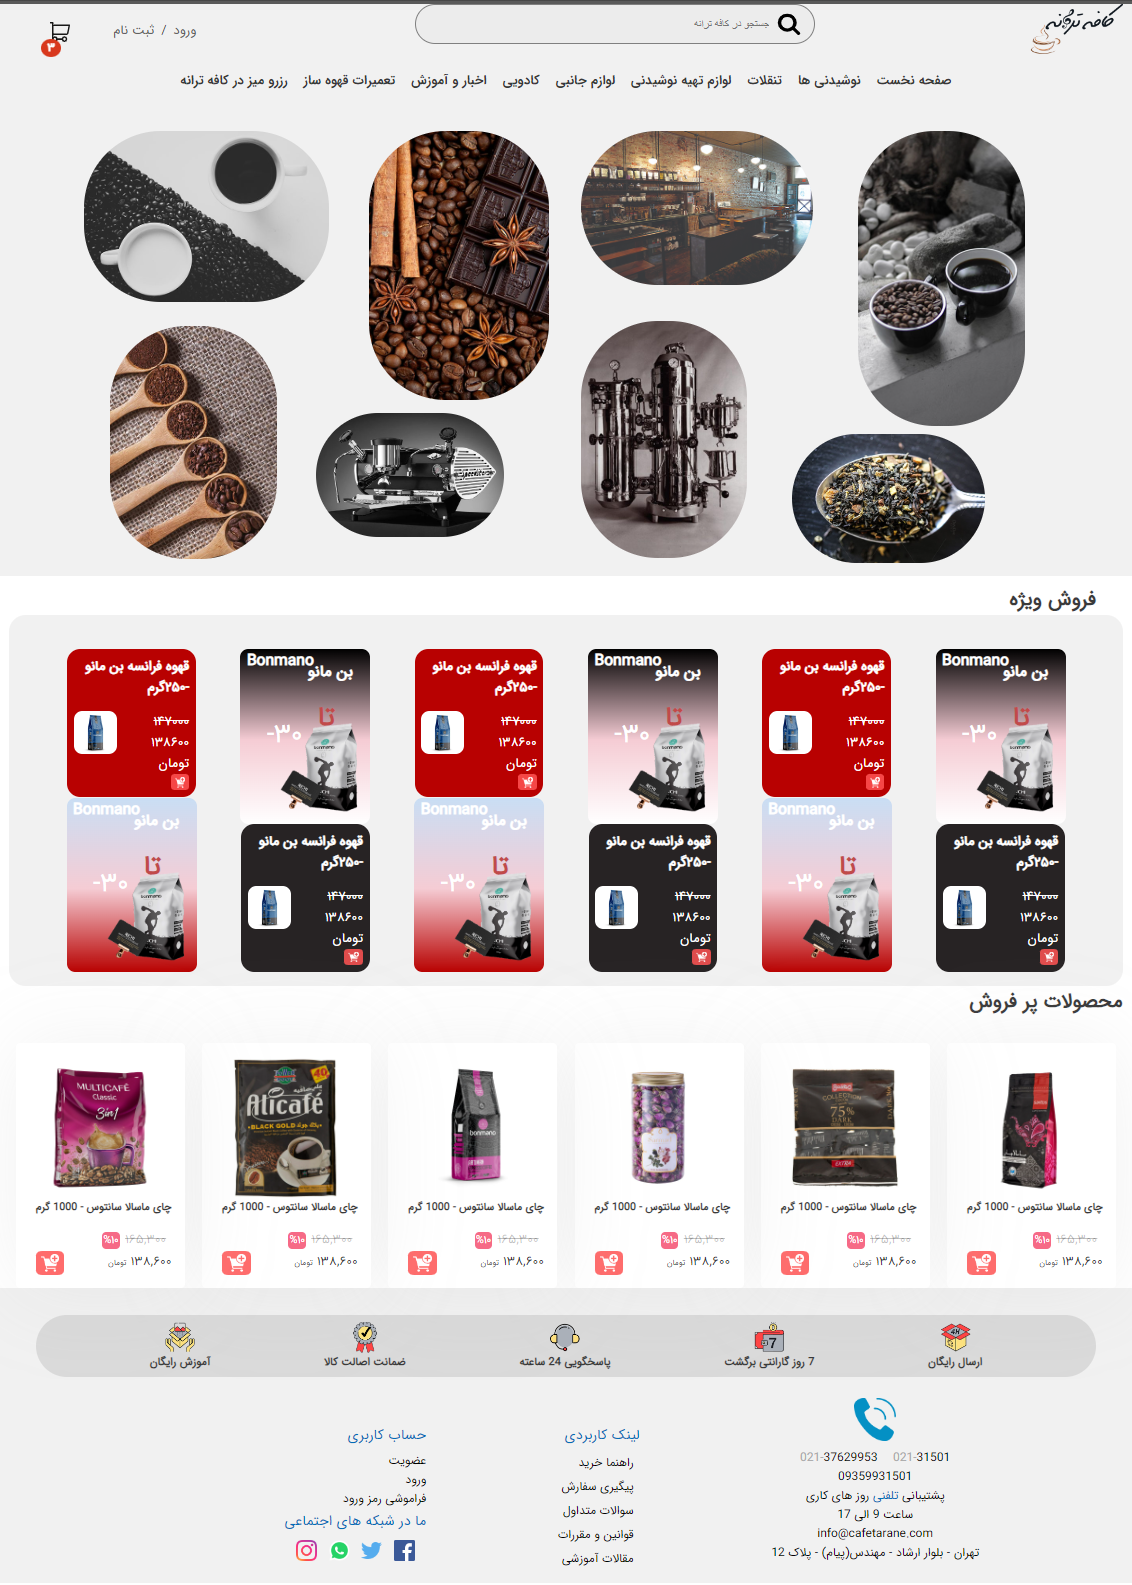 کافه ترانه
جستجو در کافه ترانه
ورود / ثبت نام
۳
صفحه نخست نوشیدنی ها تنقلات لوازم تهیه نوشیدنی لوازم جانبی کادویی اخبار و آموزش تعمیرات قهوه ساز رزرو میز در کافه ترانه
فروش ویژه
Bonmano
بن مانو
تا
-۳۰
قهوه فرانسه بن مانو
-۲۵۰گرم
۱۴۷۰۰۰
۱۳۸۶۰۰
تومان
Bonmano
بن مانو
تا
-۳۰
قهوه فرانسه بن مانو
-۲۵۰گرم
۱۴۷۰۰۰
۱۳۸۶۰۰
تومان
Bonmano
بن مانو
تا
-۳۰
قهوه فرانسه بن مانو
-۲۵۰گرم
۱۴۷۰۰۰
۱۳۸۶۰۰
تومان
قهوه فرانسه بن مانو
-۲۵۰گرم
۱۴۷۰۰۰
۱۳۸۶۰۰
تومان
Bonmano
بن مانو
تا
-۳۰
قهوه فرانسه بن مانو
-۲۵۰گرم
۱۴۷۰۰۰
۱۳۸۶۰۰
تومان
Bonmano
بن مانو
تا
-۳۰
قهوه فرانسه بن مانو
-۲۵۰گرم
۱۴۷۰۰۰
۱۳۸۶۰۰
تومان
Bonmano
بن مانو
تا
-۳۰
محصولات پر فروش
COLLECTION
75%
DARK
EXTRA
bonmano
Alicafé
BLACK GOLD
40
MULTICAFÉ
Classic
3in1
چای ماسالا سانتوس - 1000 گرم
۱۶۵,۳۰۰ %۱۰
۱۳۸,۶۰۰ تومان
چای ماسالا سانتوس - 1000 گرم
۱۶۵,۳۰۰ %۱۰
۱۳۸,۶۰۰ تومان
چای ماسالا سانتوس - 1000 گرم
۱۶۵,۳۰۰ %۱۰
۱۳۸,۶۰۰ تومان
چای ماسالا سانتوس - 1000 گرم
۱۶۵,۳۰۰ %۱۰
۱۳۸,۶۰۰ تومان
چای ماسالا سانتوس - 1000 گرم
۱۶۵,۳۰۰ %۱۰
۱۳۸,۶۰۰ تومان
چای ماسالا سانتوس - 1000 گرم
۱۶۵,۳۰۰ %۱۰
۱۳۸,۶۰۰ تومان
ارسال رایگان
7 روز گارانتی برگشت
پاسخگویی 24 ساعته
ضمانت اصالت کالا
آموزش رایگان
021-31501 021-37629953
09359931501
پشتیبانی تلفنی روز های کاری
ساعت 9 الی 17
info@cafetarane.com
تهران - بلوار ارشاد - مهندس(پیام) - پلاک 12
لینک کاربردی
راهنما خرید
پیگیری سفارش
سوالات متداول
قوانین و مقررات
مقالات آموزشی
حساب کاربری
عضویت
ورود
فراموشی رمز ورود
ما در شبکه های اجتماعی